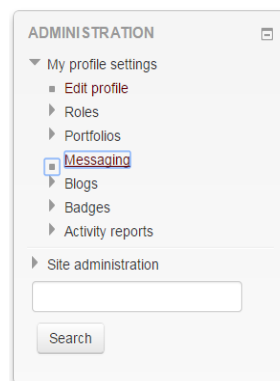 ADMINISTRATION
My profile settings
Edit profile
Roles
Portfolios
Messaging
Blogs
Badges
Activity reports
Site administration
Search